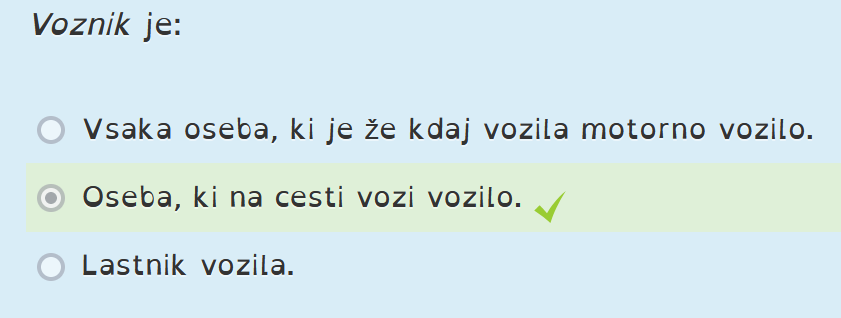 Voznik je:
Vsaka oseba, ki je že kdaj vozila motorno vozilo.
Oseba, ki na cesti vozi vozilo.
Lastnik vozila.